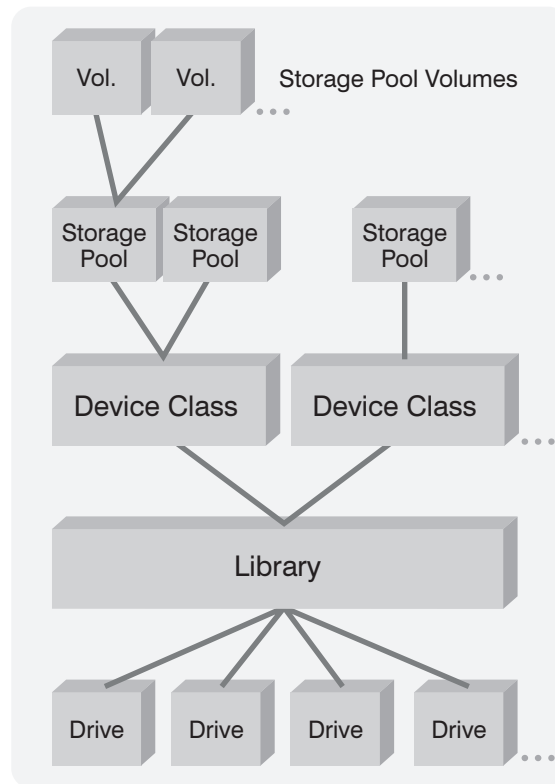 Vol. Vol. Storage Pool Volumes
Storage Pool Storage Pool Storage Pool
Device Class Device Class
Library
Drive Drive Drive Drive